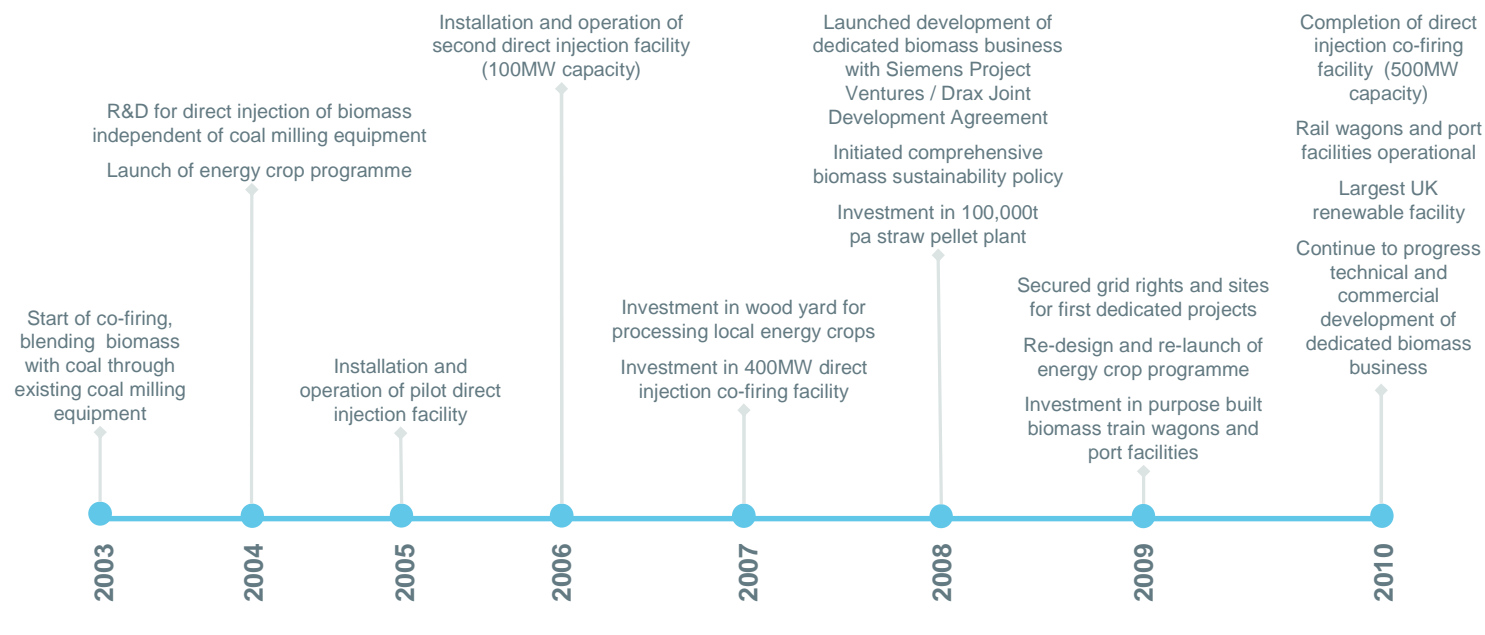 Start of co-firing,
blending biomass
with coal through
existing coal milling
equipment
R&D for direct injection of biomass
independent of coal milling equipment
Launch of energy crop programme
Installation and
operation of pilot direct
injection facility
Installation and operation of
second direct injection facility
(100MW capacity)
Investment in wood yard for
processing local energy crops
Investment in 400MW direct
injection co-firing facility
Launched development of
dedicated biomass business
with Siemens Project
Ventures / Drax Joint
Development Agreement
Initiated comprehensive
biomass sustainability policy
Investment in 100,000t
pa straw pellet plant
Secured grid rights and sites
for first dedicated projects
Re-design and re-launch of
energy crop programme
Investment in purpose built
biomass train wagons and
port facilities
Completion of direct
injection co-firing
facility (500MW
capacity)
Rail wagons and port
facilities operational
Largest UK
renewable facility
Continue to progress
technical and
commercial
development of
dedicated biomass
business
2003
2004
2005
2006
2007
2008
2009
2010